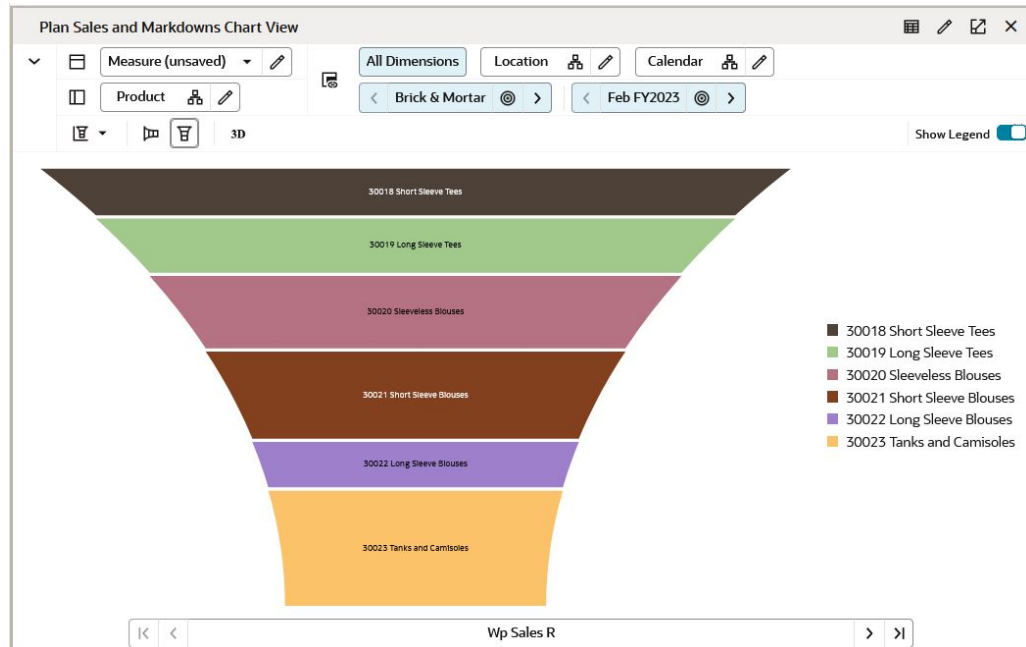 Plan Sales and Markdowns Chart View
Measure (unsaved)
All Dimensions
Location
Calendar
Product
Brick & Mortar
Feb FY2023
3D
Show Legend
30018 Short Sleeve Tees
30019 Long Sleeve Tees
30020 Sleeveless Blouses
30021 Short Sleeve Blouses
30022 Long Sleeve Blouses
30023 Tanks and Camisoles
30018 Short Sleeve Tees
30019 Long Sleeve Tees
30020 Sleeveless Blouses
30021 Short Sleeve Blouses
30022 Long Sleeve Blouses
30023 Tanks and Camisoles
Wp Sales R